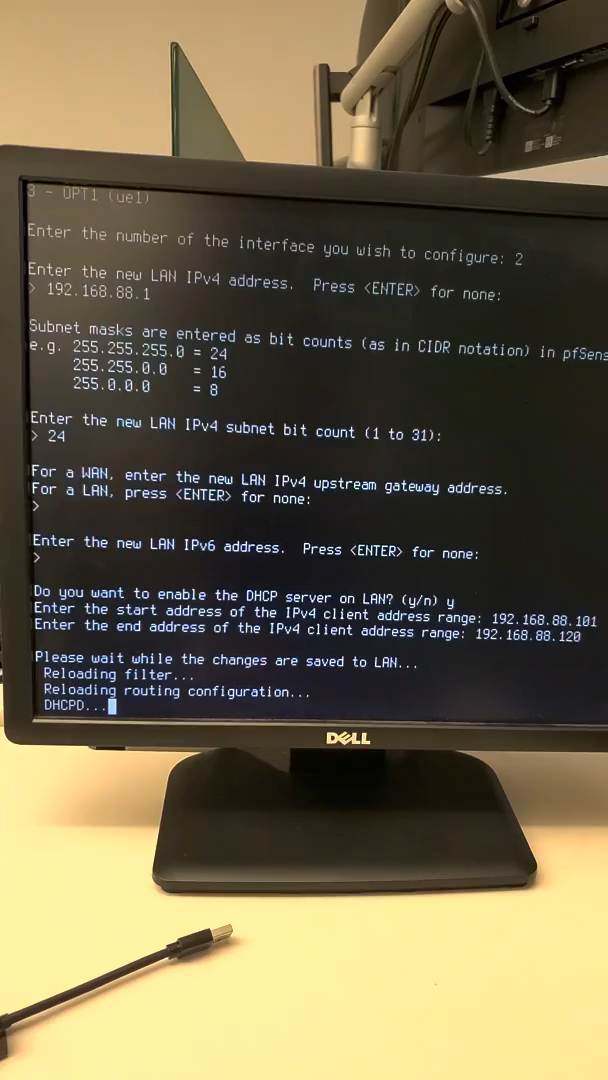 3 - OPT1 (ue1)
Enter the number of the interface you wish to configure: 2
Enter the new LAN IPv4 address.  Press <ENTER> for none:
> 192.168.88.1
Subnet masks are entered as bit counts (as in CIDR notation) in pfSens
e.g. 255.255.255.0 = 24
255.255.0.0 = 16
255.0.0.0 = 8
Enter the new LAN IPv4 subnet bit count (1 to 31):
> 24
For a WAN, enter the new LAN IPv4 upstream gateway address.
For a LAN, press <ENTER> for none:
>
Enter the new LAN IPv6 address.  Press <ENTER> for none:
>
Do you want to enable the DHCP server on LAN? (y/n) y
Enter the start address of the IPv4 client address range: 192.168.88.101
Enter the end address of the IPv4 client address range: 192.168.88.120
Please wait while the changes are saved to LAN...
Reloading filter...
Reloading routing configuration...
DHCPD...
DELL